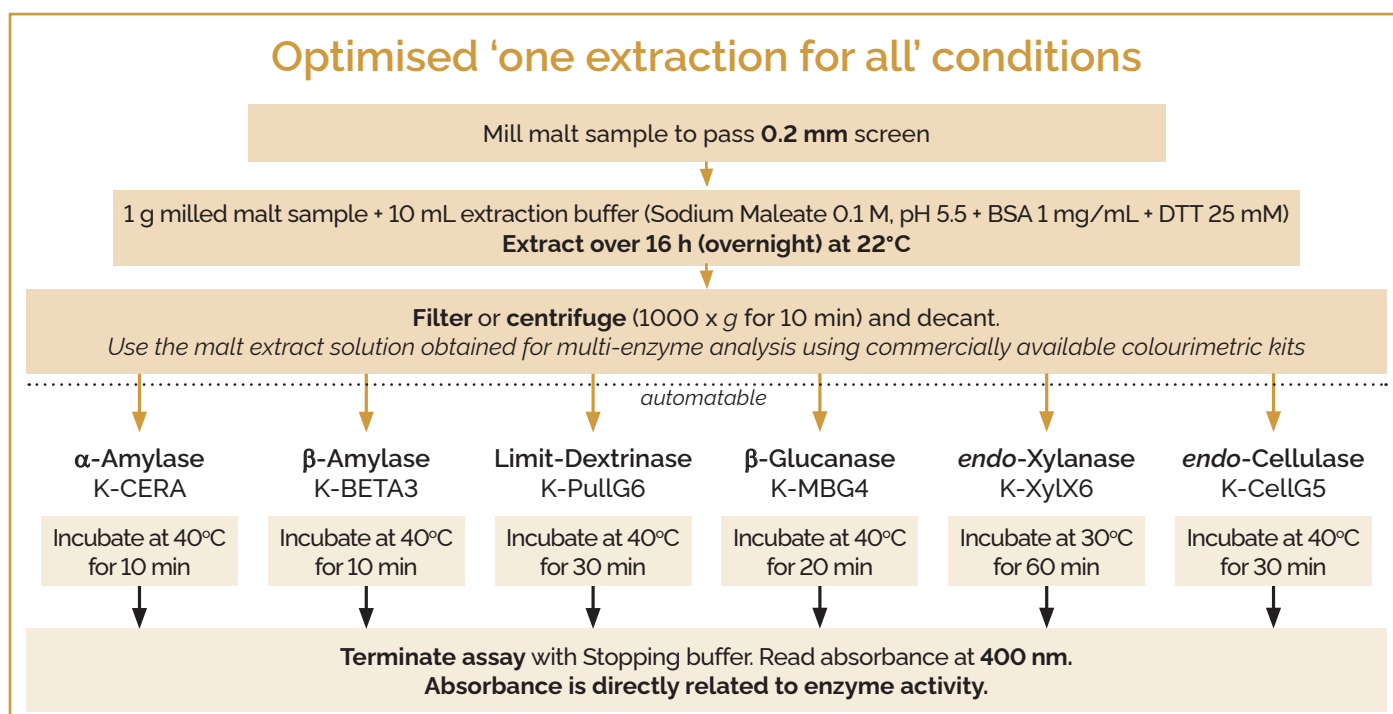 Optimised ‘one extraction for all’ conditions
Mill malt sample to pass 0.2 mm screen
1 g milled malt sample + 10 mL extraction buffer (Sodium Maleate 0.1 M, pH 5.5 + BSA 1 mg/mL + DTT 25 mM)
Extract over 16 h (overnight) at 22°C
Filter or centrifuge (1000 x g for 10 min) and decant.
Use the malt extract solution obtained for multi-enzyme analysis using commercially available colourimetric kits
automatable
α-Amylase
K-CERA
Incubate at 40°C
for 10 min
β-Amylase
K-BETA3
Incubate at 40°C
for 10 min
Limit-Dextrinase
K-PullG6
Incubate at 40°C
for 30 min
β-Glucanase
K-MBG4
Incubate at 40°C
for 20 min
endo-Xylanase
K-XylX6
Incubate at 30°C
for 60 min
endo-Cellulase
K-CellG5
Incubate at 40°C
for 30 min
Terminate assay with Stopping buffer. Read absorbance at 400 nm.
Absorbance is directly related to enzyme activity.